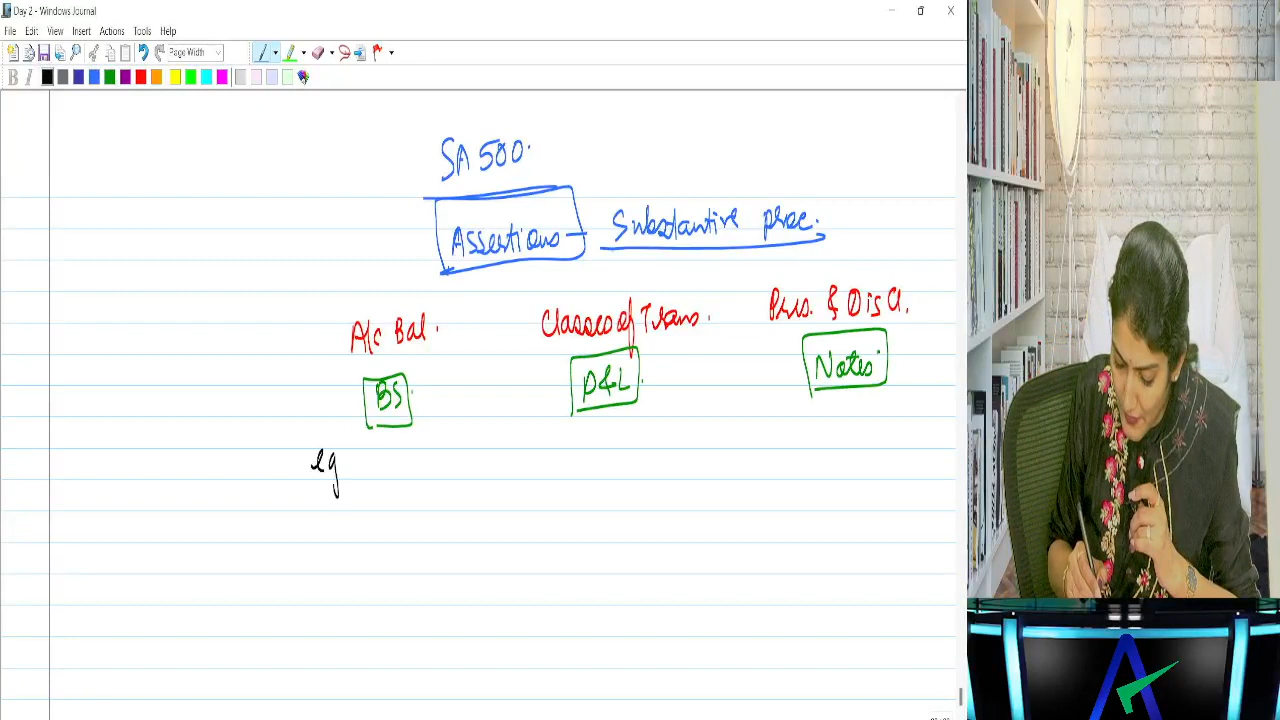 Day 2 - Windows Journal
File Edit View Insert Actions Tools Help
Page Width
B I
SA 500.
Assertions - Substantive proc.
A/c Bal. Classes of Trans. Pres. & Discl.
BS P&L Notes
eg